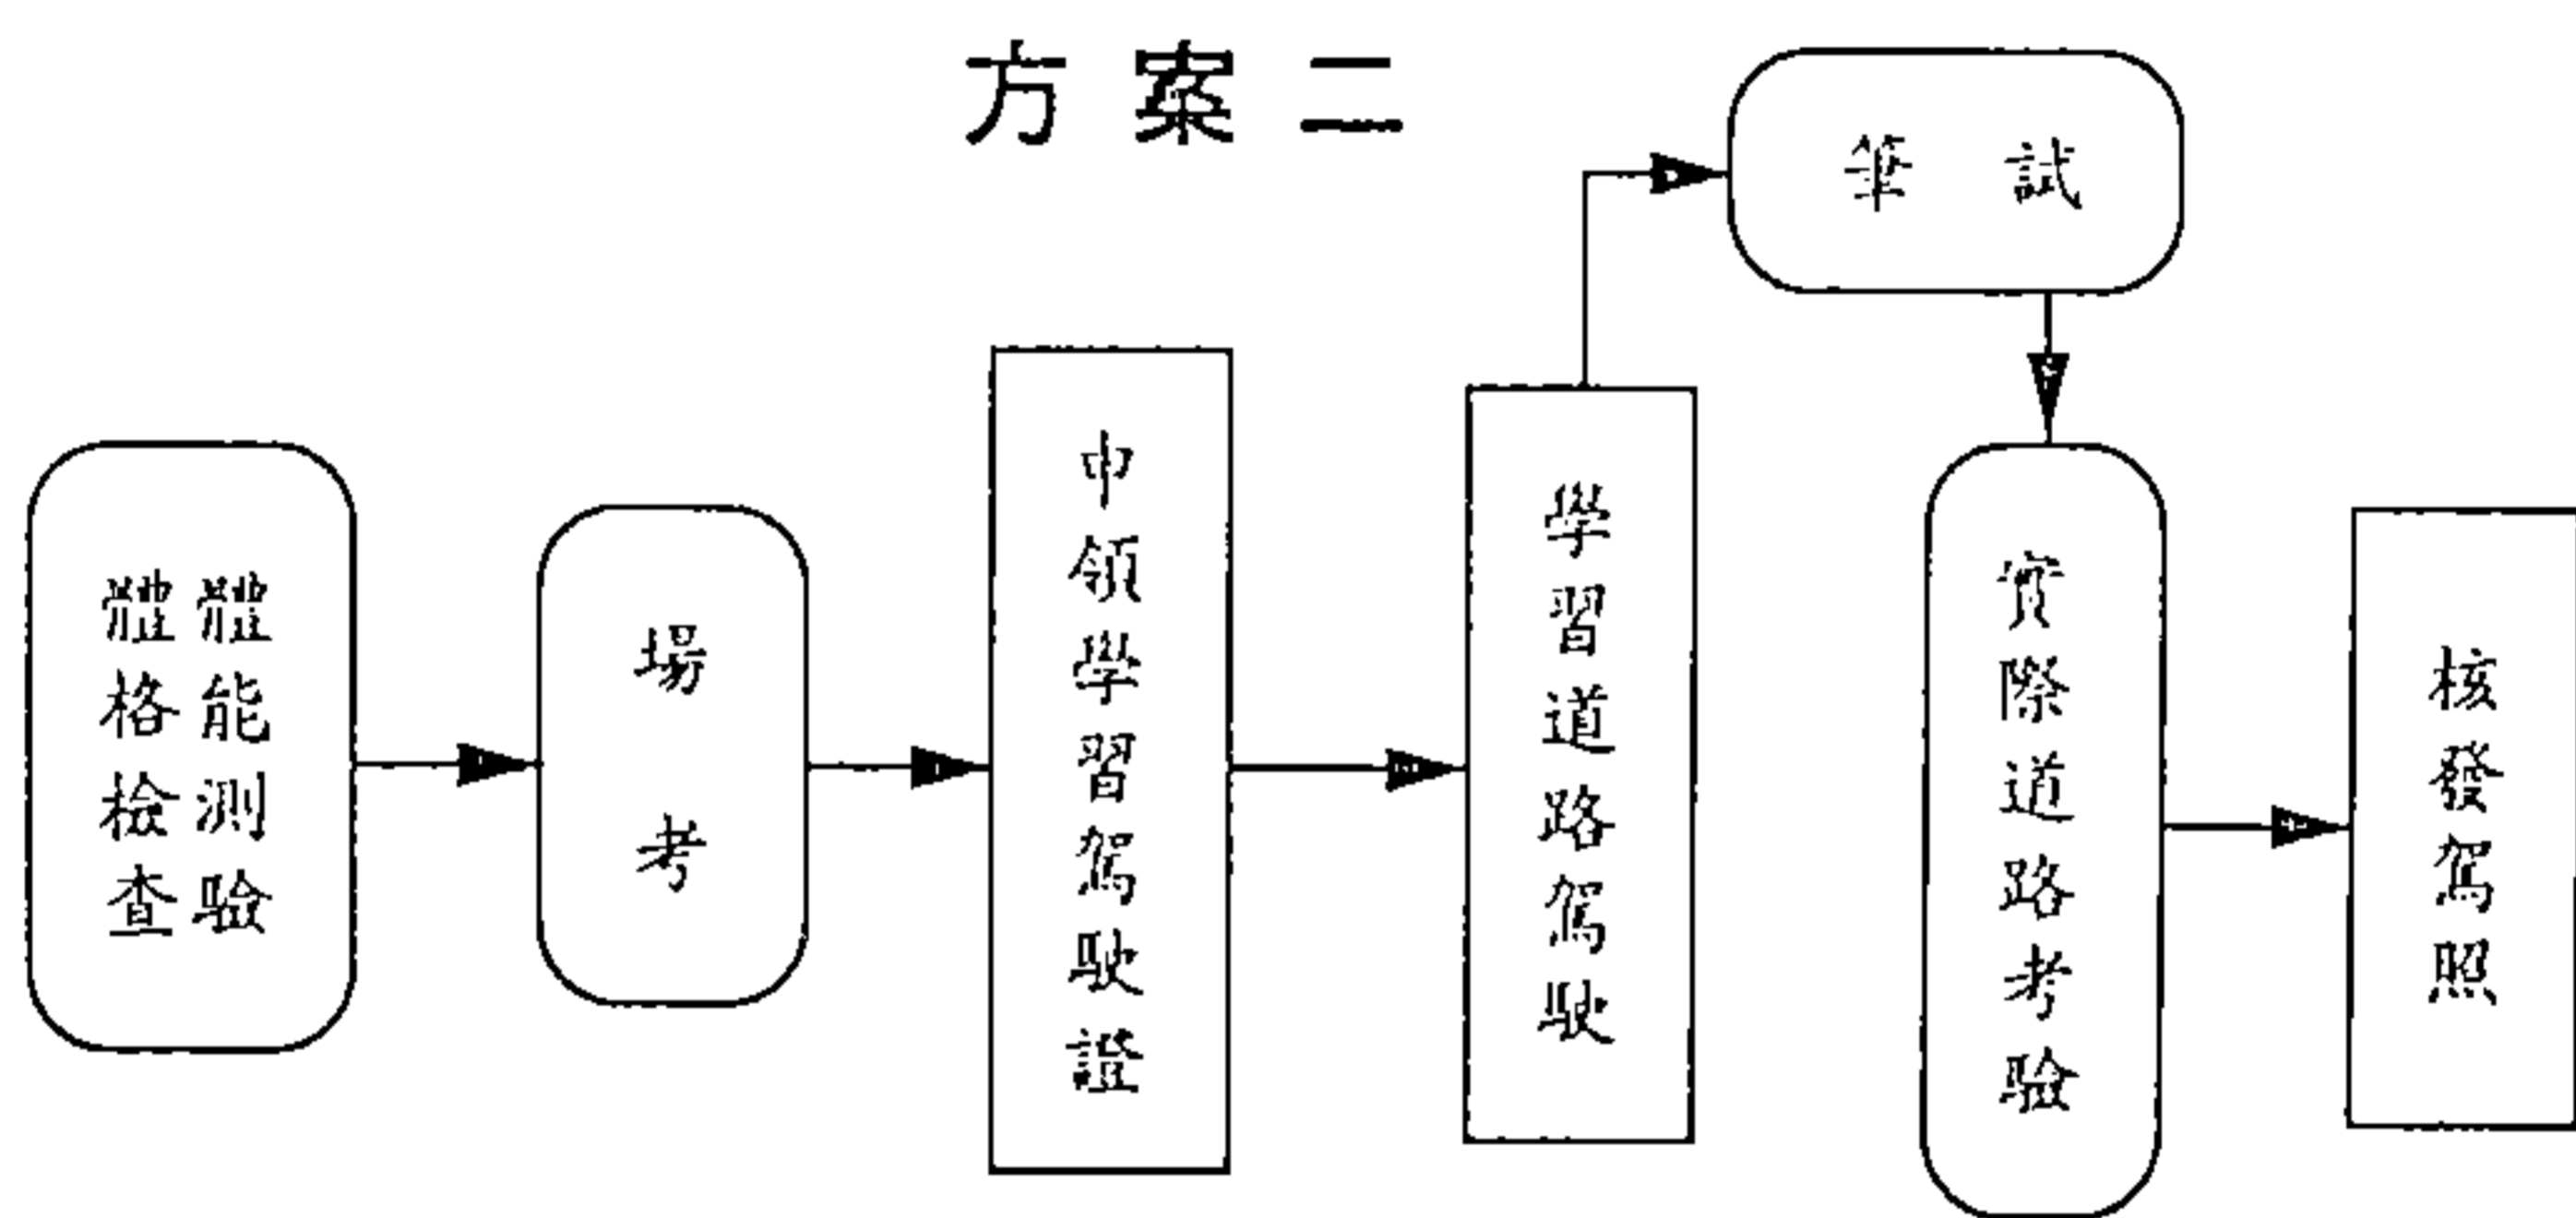 方案二
筆試
體格檢查
體能測驗
場考
申領學習駕駛證
學習道路駕駛
實際道路考驗
核發駕照